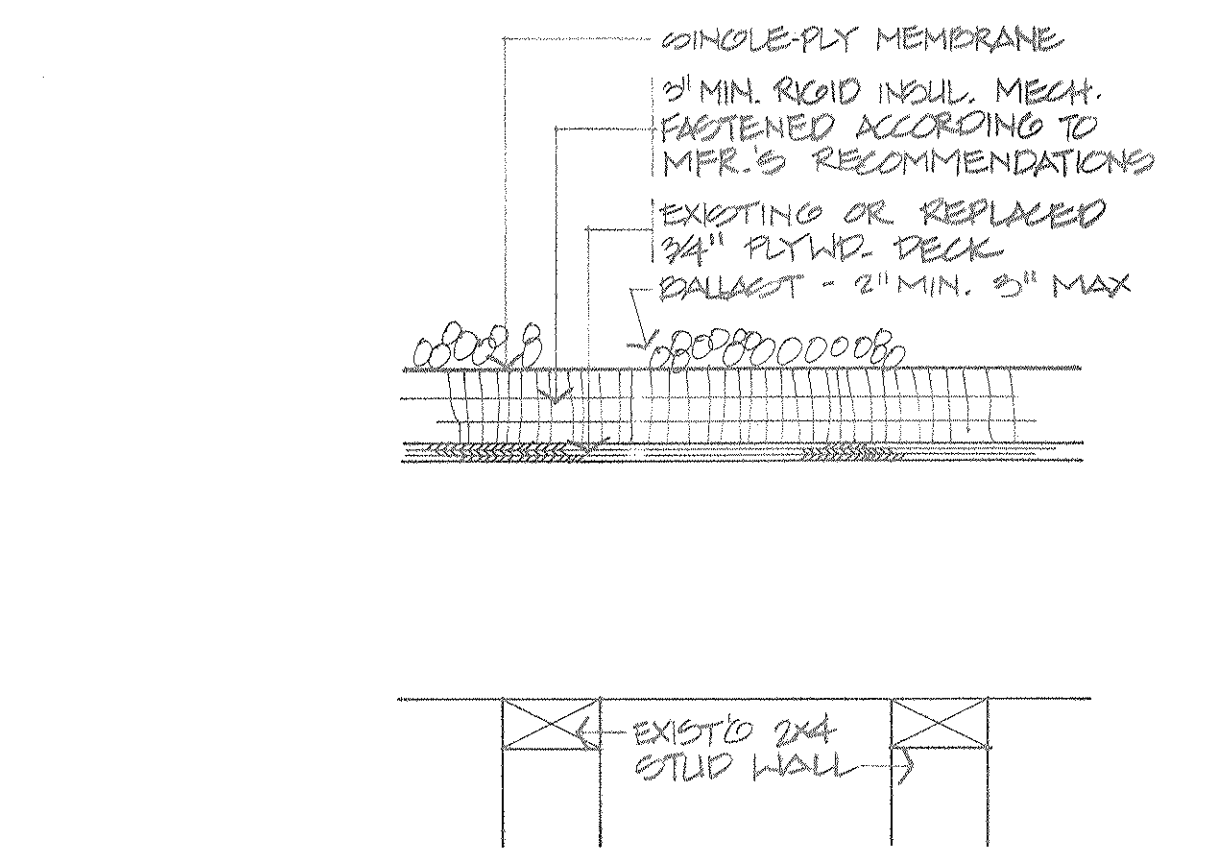 SINGLE-PLY MEMBRANE
3" MIN. RIGID INSUL. MECH.
FASTENED ACCORDING TO
MFR.'S RECOMMENDATIONS
EXISTING OR REPLACED
3/4" PLYWD. DECK
BALLAST - 2" MIN. 3" MAX
EXIST'G 2x4
STUD WALL